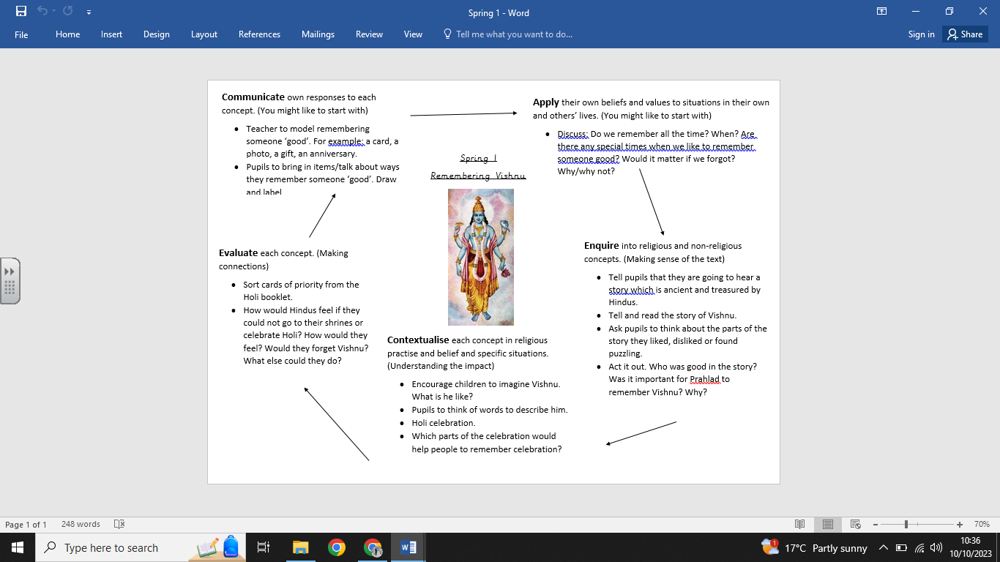 Spring 1 - Word
File
Home
Insert
Design
Layout
References
Mailings
Review
View
Tell me what you want to do...
Sign in
Share
Communicate own responses to each
concept. (You might like to start with)
• Teacher to model remembering
someone ‘good’. For example: a card, a
photo, a gift, an anniversary.
• Pupils to bring in items/talk about ways
they remember someone ‘good’. Draw
and label
Apply their own beliefs and values to situations in their own
and others’ lives. (You might like to start with)
• Discuss: Do we remember all the time? When? Are
there any special times when we like to remember
someone good? Would it matter if we forgot?
Why/why not?
Spring 1
Remembering Vishnu
Enquire into religious and non-religious
concepts. (Making sense of the text)
• Tell pupils that they are going to hear a
story which is ancient and treasured by
Hindus.
• Tell and read the story of Vishnu.
• Ask pupils to think about the parts of the
story they liked, disliked or found
puzzling.
• Act it out. Who was good in the story?
Was it important for Prahlad to
remember Vishnu? Why?
Contextualise each concept in religious
practise and belief and specific situations.
(Understanding the impact)
• Encourage children to imagine Vishnu.
What is he like?
• Pupils to think of words to describe him.
• Holi celebration.
• Which parts of the celebration would
help people to remember celebration?
Evaluate each concept. (Making
connections)
• Sort cards of priority from the
Holi booklet.
• How would Hindus feel if they
could not go to their shrines or
celebrate Holi? How would they
feel? Would they forget Vishnu?
What else could they do?
Page 1 of 1
248 words
70%
Type here to search
1
17°C Partly sunny
10:36
10/10/2023